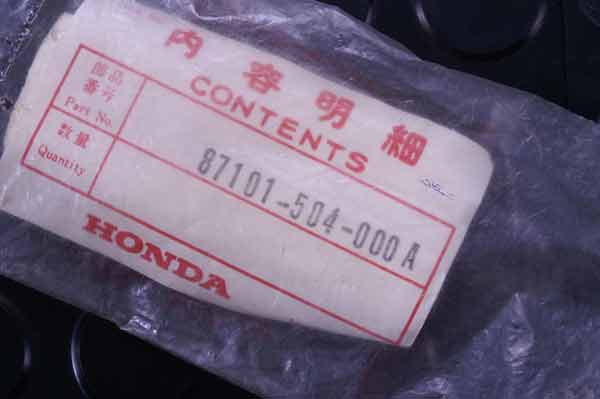 内容明細
CONTENTS
部品
番号
Part No.
87101-504-000A
数量
Quantity
HONDA